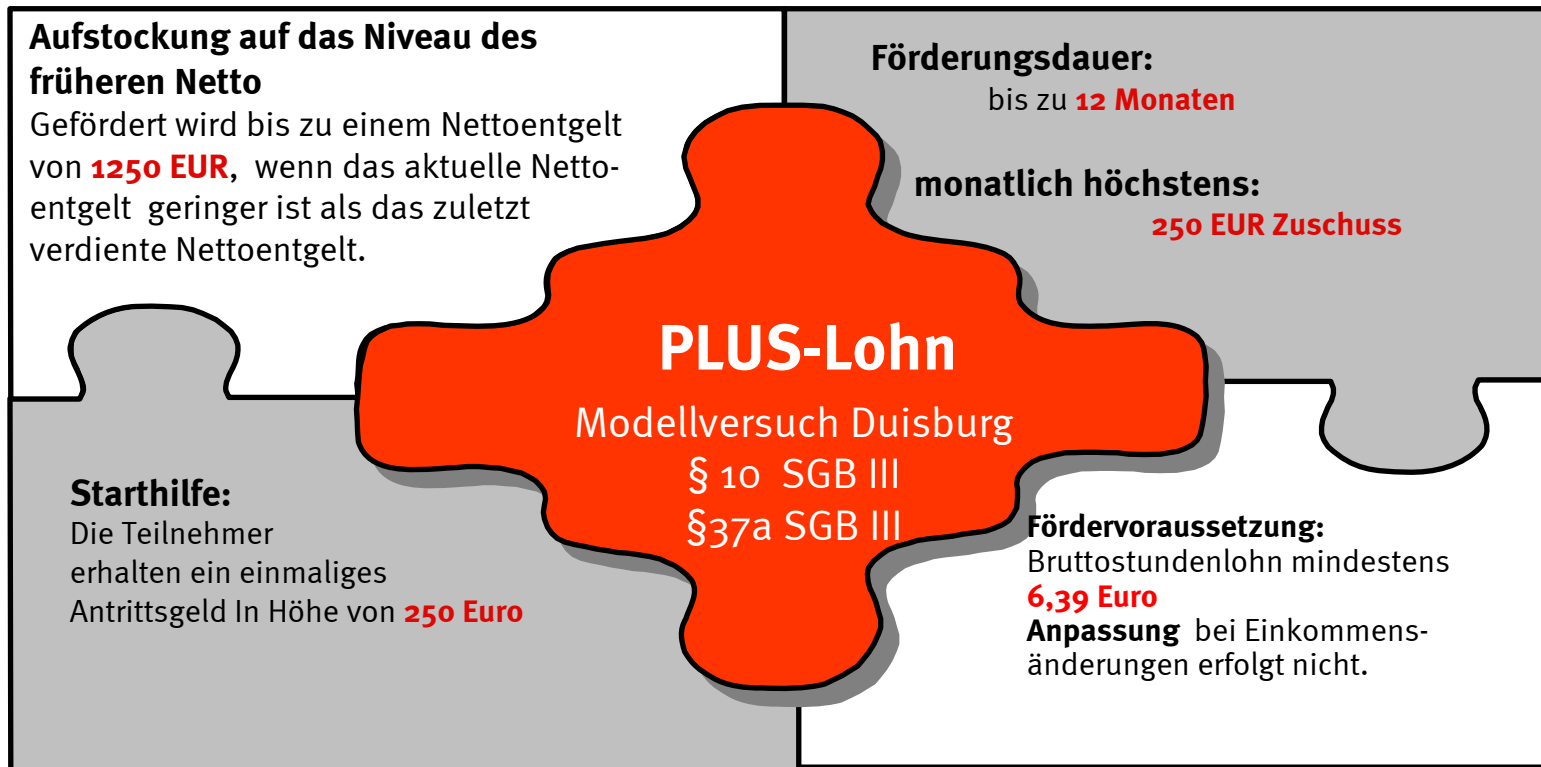 Aufstockung auf das Niveau des
früheren Netto
Gefördert wird bis zu einem Nettoentgelt
von 1250 EUR, wenn das aktuelle Netto-
entgelt geringer ist als das zuletzt
verdiente Nettoentgelt.
Förderungsdauer:
bis zu 12 Monaten
monatlich höchstens:
250 EUR Zuschuss
PLUS-Lohn
Modellversuch Duisburg
§ 10 SGB III
§37a SGB III
Starthilfe:
Die Teilnehmer
erhalten ein einmaliges
Antrittsgeld In Höhe von 250 Euro
Fördervoraussetzung:
Bruttostundenlohn mindestens
6,39 Euro
Anpassung bei Einkommens-
änderungen erfolgt nicht.